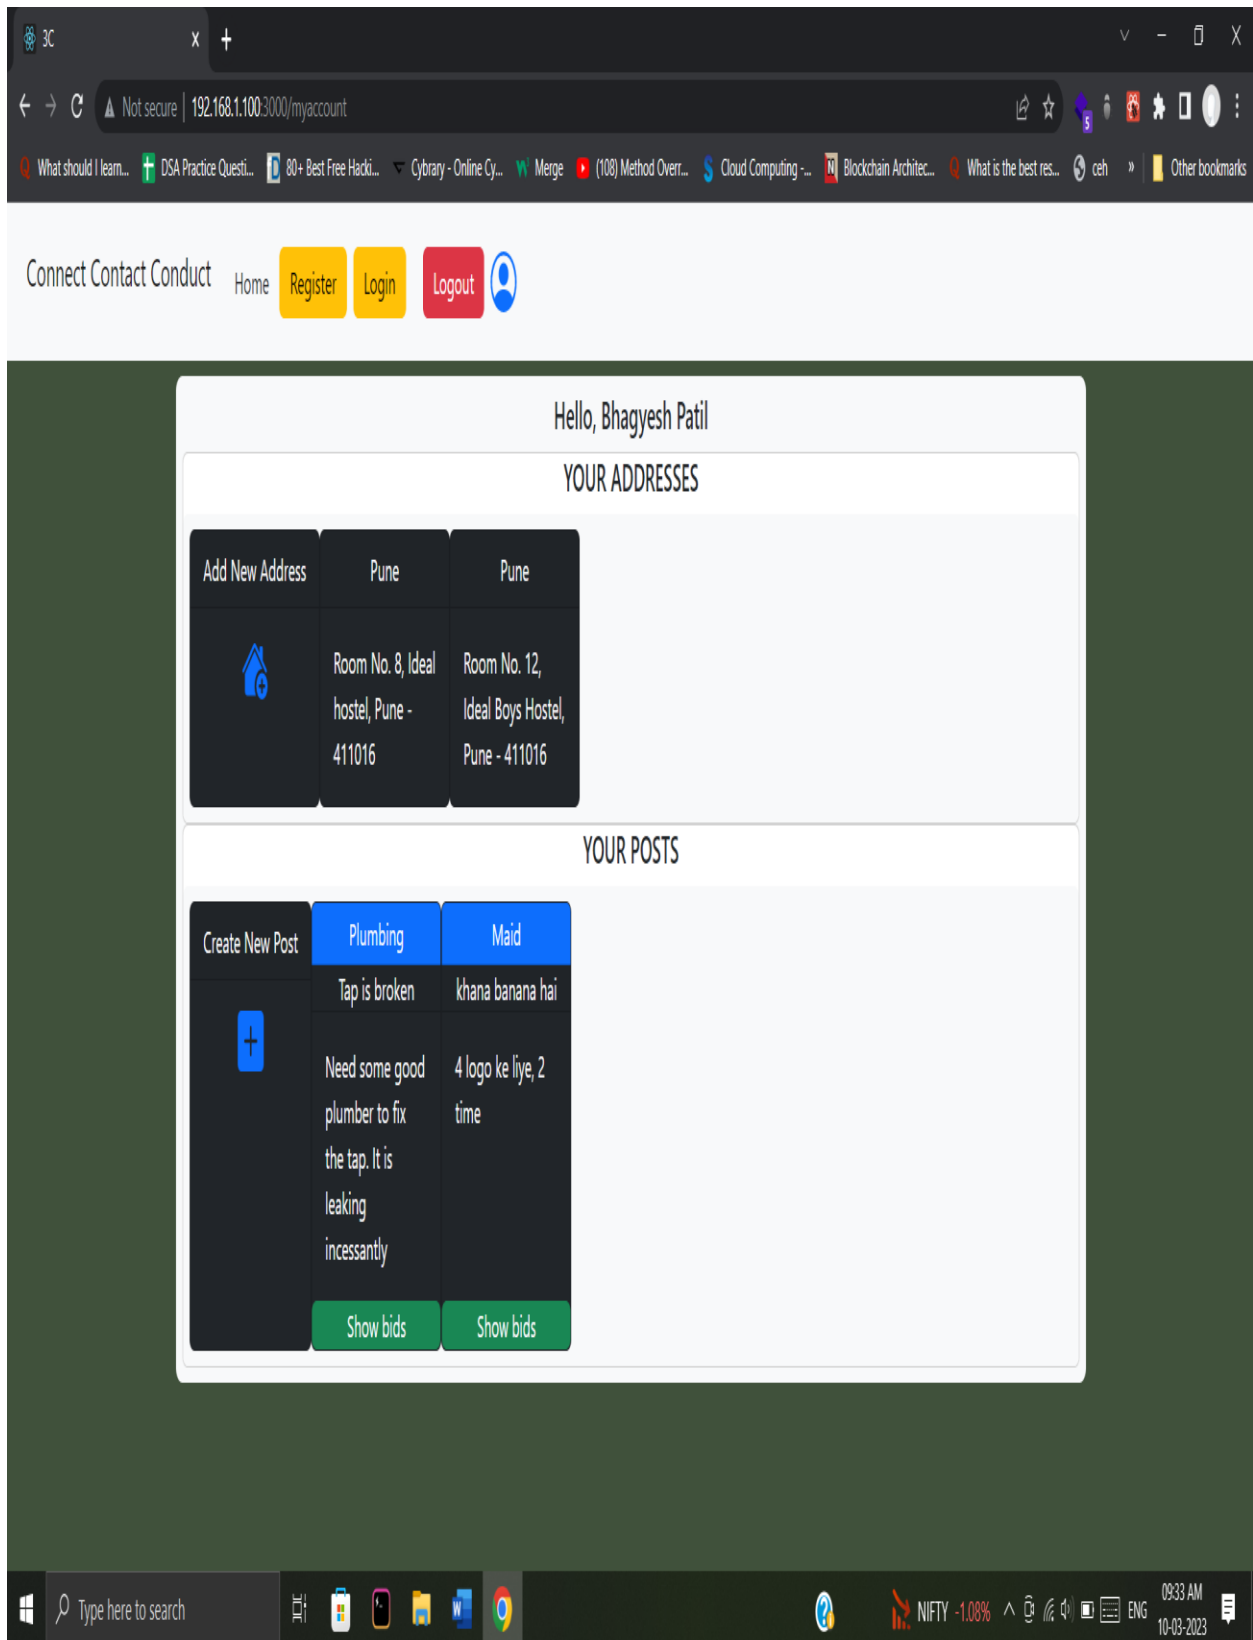 3C
Not secure | 192.168.1.100:3000/myaccount
5
What should I learn... DSA Practice Questi... 80+ Best Free Hacki... Cybrary - Online Cy... Merge (108) Method Overr... Cloud Computing -... Blockchain Architec... What is the best res... ceh » Other bookmarks
Connect Contact Conduct Home Register Login Logout
Hello, Bhagyesh Patil
YOUR ADDRESSES
Add New Address
Pune
Room No. 8, Ideal
hostel, Pune -
411016
Pune
Room No. 12,
Ideal Boys Hostel,
Pune - 411016
YOUR POSTS
Create New Post
Plumbing
Tap is broken
Need some good
plumber to fix
the tap. It is
leaking
incessantly
Show bids
Maid
khana banana hai
4 logo ke liye, 2
time
Show bids
Type here to search
NIFTY -1.08%
ENG
09:33 AM
10-03-2023